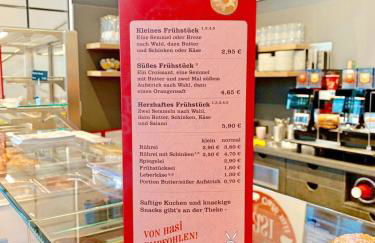 Kleines Frühstück 1,2,4,5
Eine Semmel oder Breze
nach Wahl, dazu Butter
und Schinken oder Käse 2,95 €
Süßes Frühstück 2
Ein Croissant, eine Semmel
mit Butter und zwei Mal süßem
Aufstrich nach Wahl, dazu
einen Orangensaft 4,65 €
Herzhaftes Frühstück 1,2,3,4,5
Zwei Semmeln nach Wahl,
dazu Butter, Schinken, Käse
und Salami 5,90 €
klein normal
Rührei 2,90 € 3,60 €
Rührei mit Schinken 3,50 € 4,70 €
Spiegelei 2,90 €
Frühstücksei 1,60 €
Leberkäse 1,30 €
Portion Butter/süßer Aufstrich 0,70 €
Saftige Kuchen und knackige
Snacks gibt's an der Theke
VON Hasi
EMPFOHLEN!